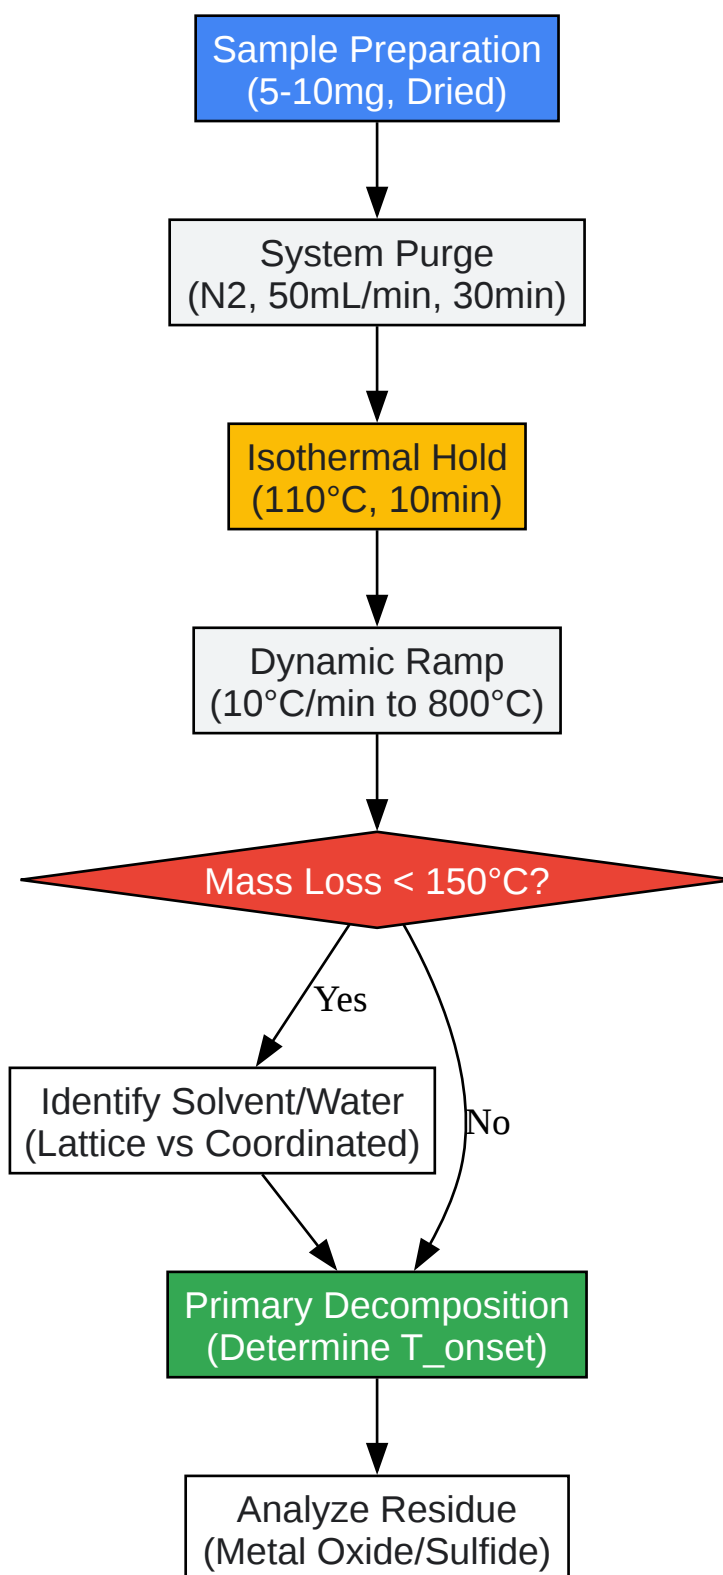 Sample Preparation
(5-10mg, Dried)
System Purge
(N2, 50mL/min, 30min)
Isothermal Hold
(110°C, 10min)
Dynamic Ramp
(10°C/min to 800°C)
Mass Loss < 150°C?
Yes
Identify Solvent/Water
(Lattice vs Coordinated)
No
Primary Decomposition
(Determine T_onset)
Analyze Residue
(Metal Oxide/Sulfide)